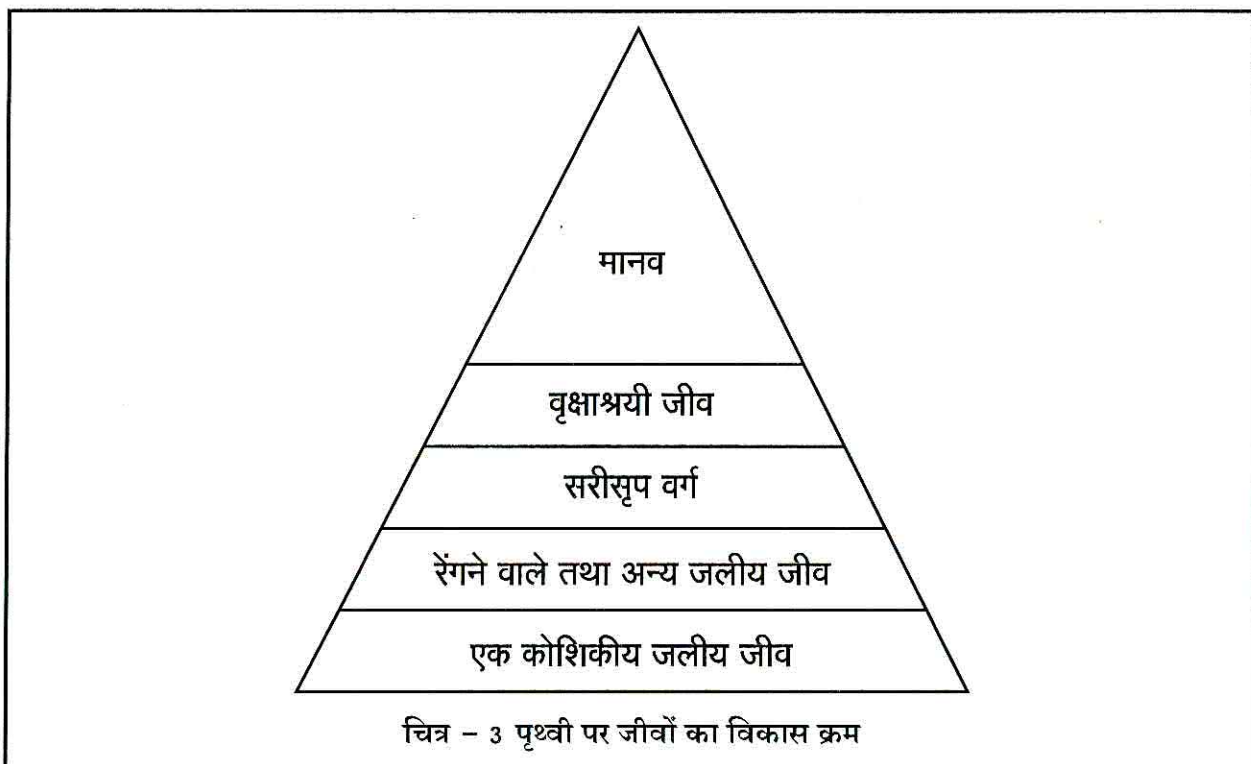 मानव
वृक्षाश्रयी जीव
सरीसृप वर्ग
रेंगने वाले तथा अन्य जलीय जीव
एक कोशिकीय जलीय जीव
चित्र – 3 पृथ्वी पर जीवों का विकास क्रम